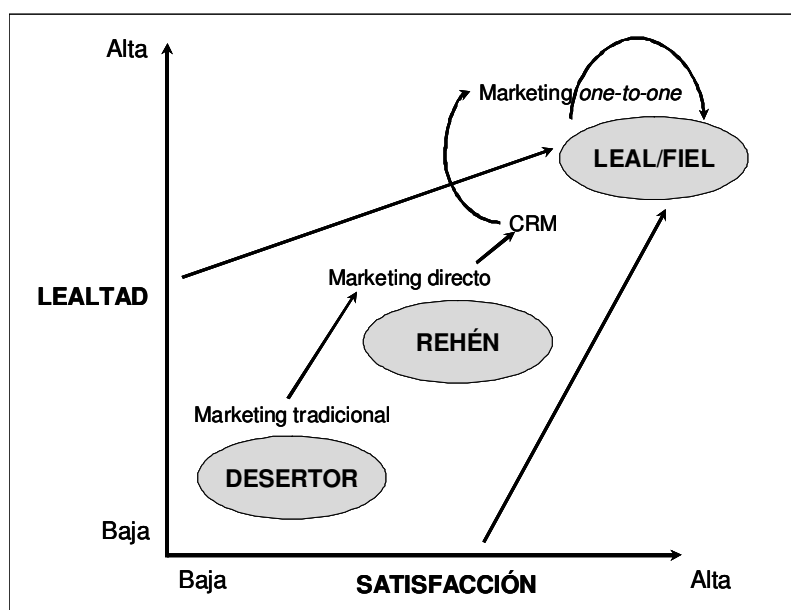 Alta
Marketing one-to-one
LEAL/FIEL
CRM
Marketing directo
LEALTAD
REHÉN
Marketing tradicional
DESERTOR
Baja
Baja
SATISFACCIÓN
Alta